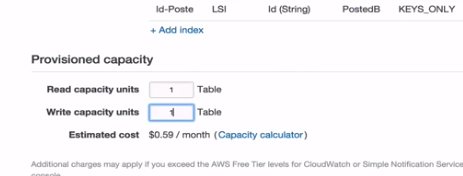 Id-Poste LSI Id (String) PostedB KEYS_ONLY
+ Add index
Provisioned capacity
Read capacity units 1 Table
Write capacity units 1 Table
Estimated cost $0.59 / month (Capacity calculator)
Additional charges may apply if you exceed the AWS Free Tier levels for CloudWatch or Simple Notification Service
console.